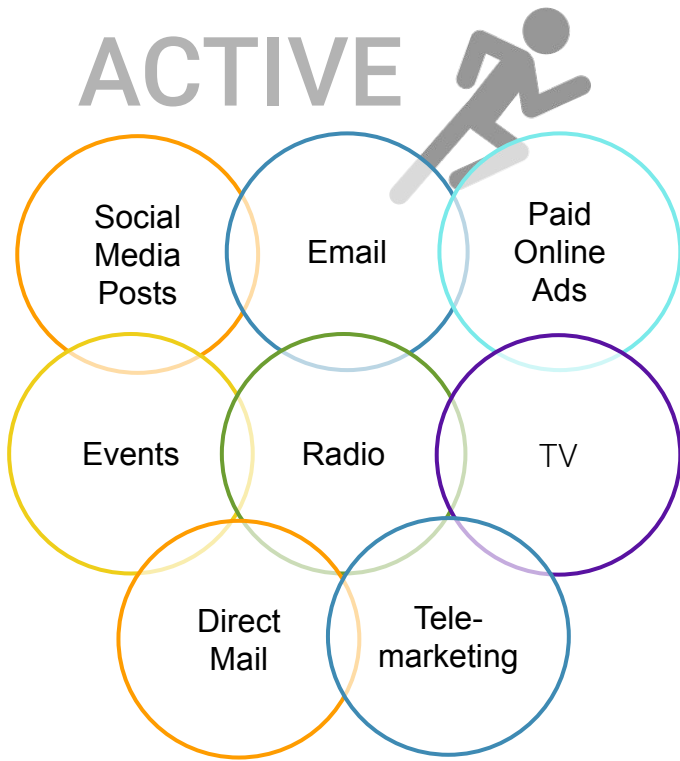 ACTIVE
Social
Media
Posts
Email
Paid
Online
Ads
Events
Radio
TV
Direct
Mail
Tele-
marketing